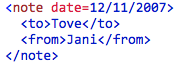 <note date=12/11/2007>
  <to>Tove</to>
  <from>Jani</from>
</note>